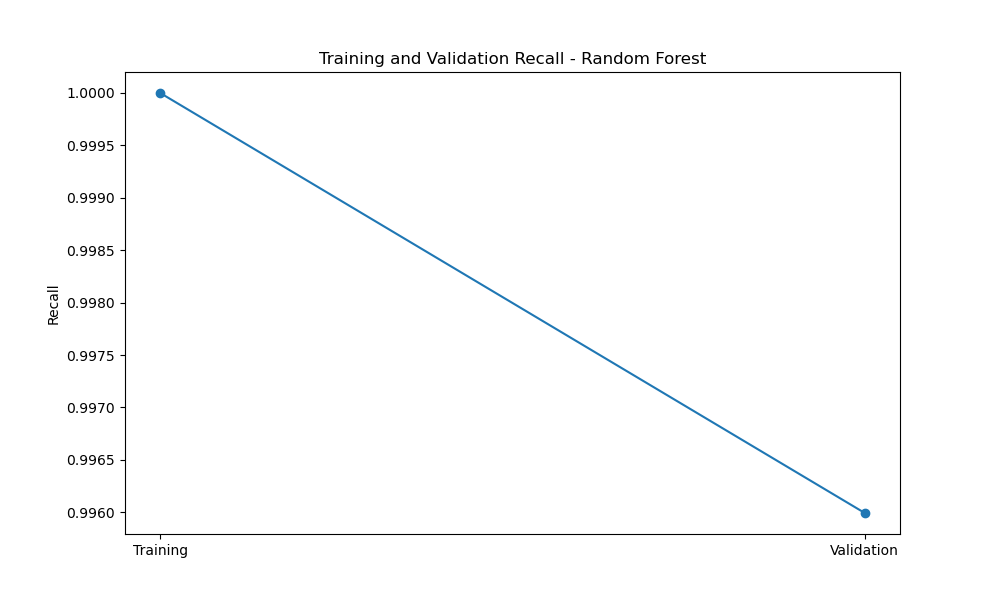 Training and Validation Recall - Random Forest
1.0000
0.9995
0.9990
0.9985
0.9980
0.9975
0.9970
0.9965
0.9960
Recall
Training
Validation